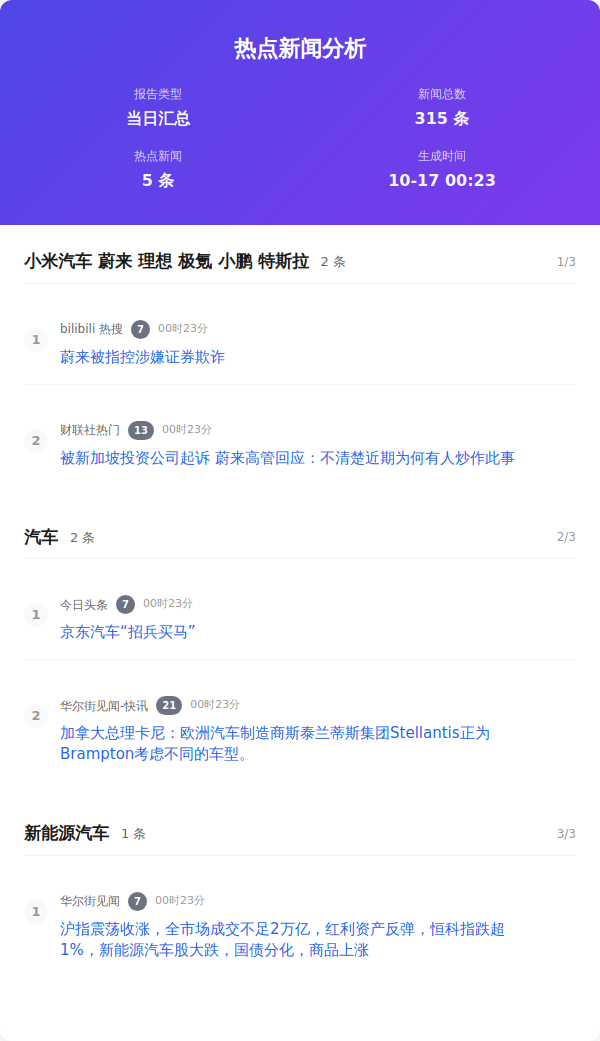 热点新闻分析
报告类型 新闻总数
当日汇总 315 条
热点新闻 生成时间
5 条 10-17 00:23
小米汽车 蔚来 理想 极氪 小鹏 特斯拉 2 条 1/3
1 bilibili 热搜 7 00时23分
蔚来被指控涉嫌证券欺诈
2 财联社热门 13 00时23分
被新加坡投资公司起诉 蔚来高管回应：不清楚近期为何有人炒作此事
汽车 2 条 2/3
1 今日头条 7 00时23分
京东汽车“招兵买马”
2 华尔街见闻-快讯 21 00时23分
加拿大总理卡尼：欧洲汽车制造商斯泰兰蒂斯集团Stellantis正为
Brampton考虑不同的车型。
新能源汽车 1 条 3/3
1 华尔街见闻 7 00时23分
沪指震荡收涨，全市场成交不足2万亿，红利资产反弹，恒科指跌超
1%，新能源汽车股大跌，国债分化，商品上涨